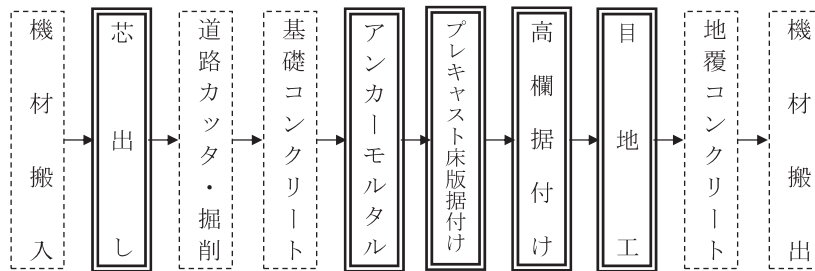 機材搬入
芯出し
道路カッタ・掘削
基礎コンクリート
アンカーモルタル
プレキャスト床版据付け
高欄据付け
目地工
地覆コンクリート
機材搬出